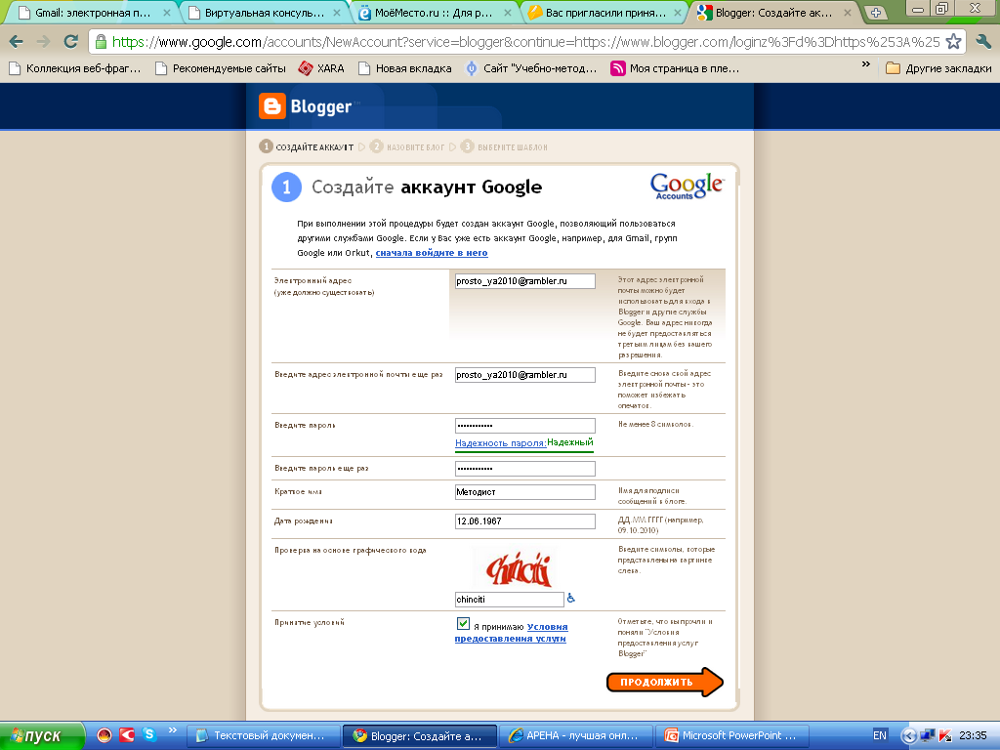 Gmail: электронная п...
Виртуальная консуль...
МоёМесто.ru :: Для р...
Вас пригласили приня...
Blogger: Создайте ак...
https://www.google.com/accounts/NewAccount?service=blogger&continue=https://www.blogger.com/loginz%3Fd%3Dhttps%253A%25
Коллекция веб-фраг...
Рекомендуемые сайты
XARA
Новая вкладка
Сайт "Учебно-метод...
Моя страница в пле...
»
Другие закладки
Blogger™
1 СОЗДАЙТЕ АККАУНТ 2 НАЗОВИТЕ БЛОГ 3 ВЫБЕРИТЕ ШАБЛОН
1 Создайте аккаунт Google
Google
Accounts
При выполнении этой процедуры будет создан аккаунт Google, позволяющий пользоваться
другими службами Google. Если у Вас уже есть аккаунт Google, например, для Gmail, групп
Google или Orkut, сначала войдите в него
Электронный адрес
(уже должно существовать)
prosto_ya2010@rambler.ru
Этот адрес электронной
почты можно будет
использовать для входа в
Blogger и другие службы
Google. Ваш адрес никогда
не будет предоставляться
третьим лицам без вашего
разрешения.
Введите адрес электронной почты еще раз
prosto_ya2010@rambler.ru
Введите снова свой адрес
электронной почты - это
поможет избежать
опечаток.
Введите пароль
••••••••••••
Надежность пароля: Надежный
Не менее 8 символов.
Введите пароль еще раз
••••••••••••
Краткое имя
Методист
Имя для подписи
сообщений в блоге.
Дата рождения
12.06.1967
ДД.ММ.ГГГГ (например,
09.10.2010)
Проверка на основе графического кода
Chinciti
chinciti
Введите символы, которые
представлены на картинке
слева.
Принятие условий
Я принимаю Условия
предоставления услуги
Отметьте, что вы прочли и
поняли "Условия
предоставления услуг
Blogger"
ПРОДОЛЖИТЬ
пуск
»
Текстовый докумен...
Blogger: Создайте а...
АРЕНА - лучшая онл...
Microsoft PowerPoint ...
EN
23:35